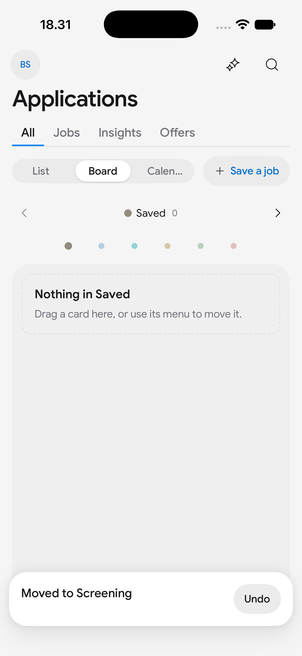 18.31
BS
Applications
All Jobs Insights Offers
List Board Calen... + Save a job
Saved 0
Nothing in Saved
Drag a card here, or use its menu to move it.
Moved to Screening
Undo